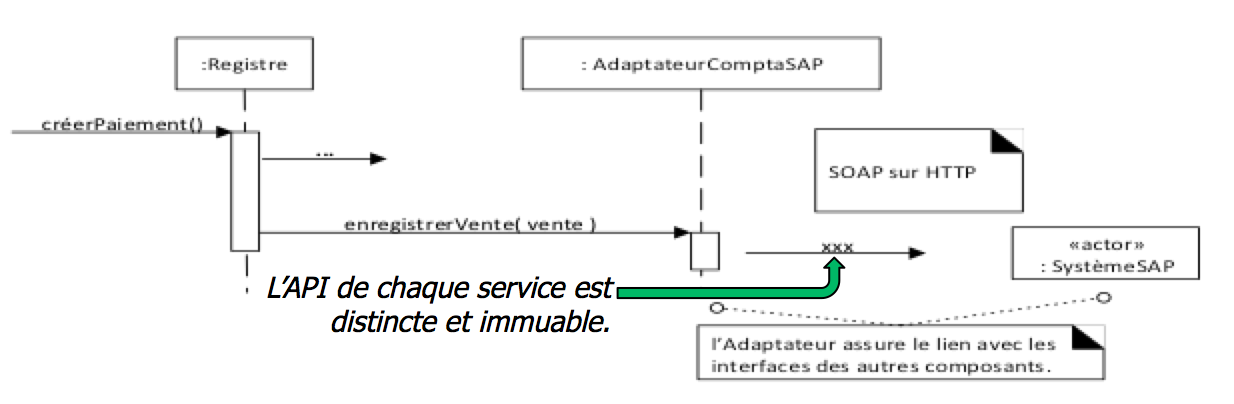 :Registre
: AdaptateurComptaSAP
créerPaiement()
...
SOAP sur HTTP
enregistrerVente( vente )
xxx
«actor»
: SystèmeSAP
L'API de chaque service est
distincte et immuable.
l'Adaptateur assure le lien avec les
interfaces des autres composants.